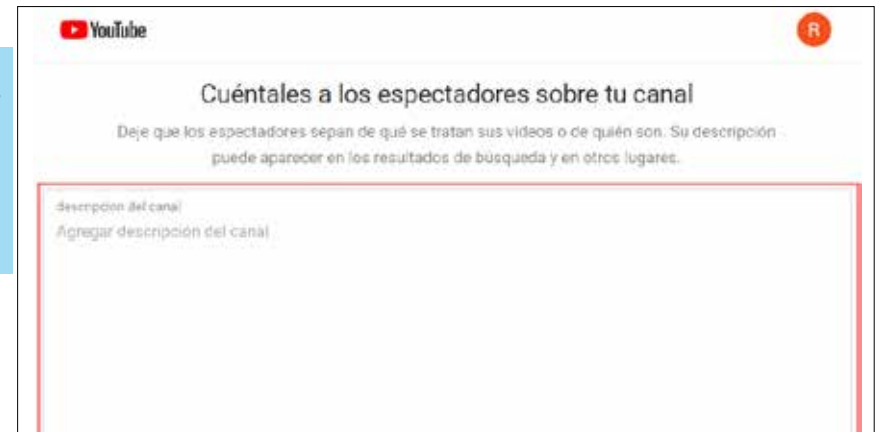 YouTube
R
Cuéntales a los espectadores sobre tu canal
Deje que los espectadores sepan de qué se tratan sus videos o de quién son. Su descripción
puede aparecer en los resultados de búsqueda y en otros lugares.
descripción del canal
Agregar descripción del canal